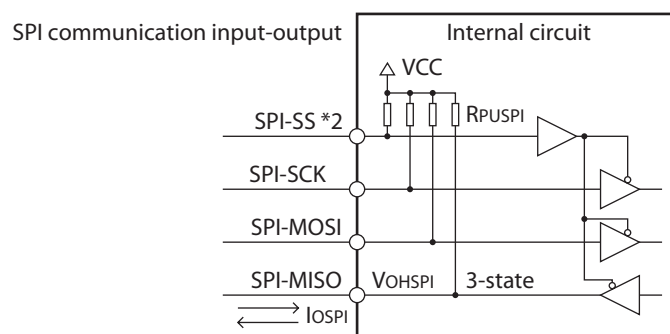 SPI communication input-output
Internal circuit
VCC
SPI-SS *2
RPUSPI
SPI-SCK
SPI-MOSI
SPI-MISO
VOHSPI
3-state
IOSPI